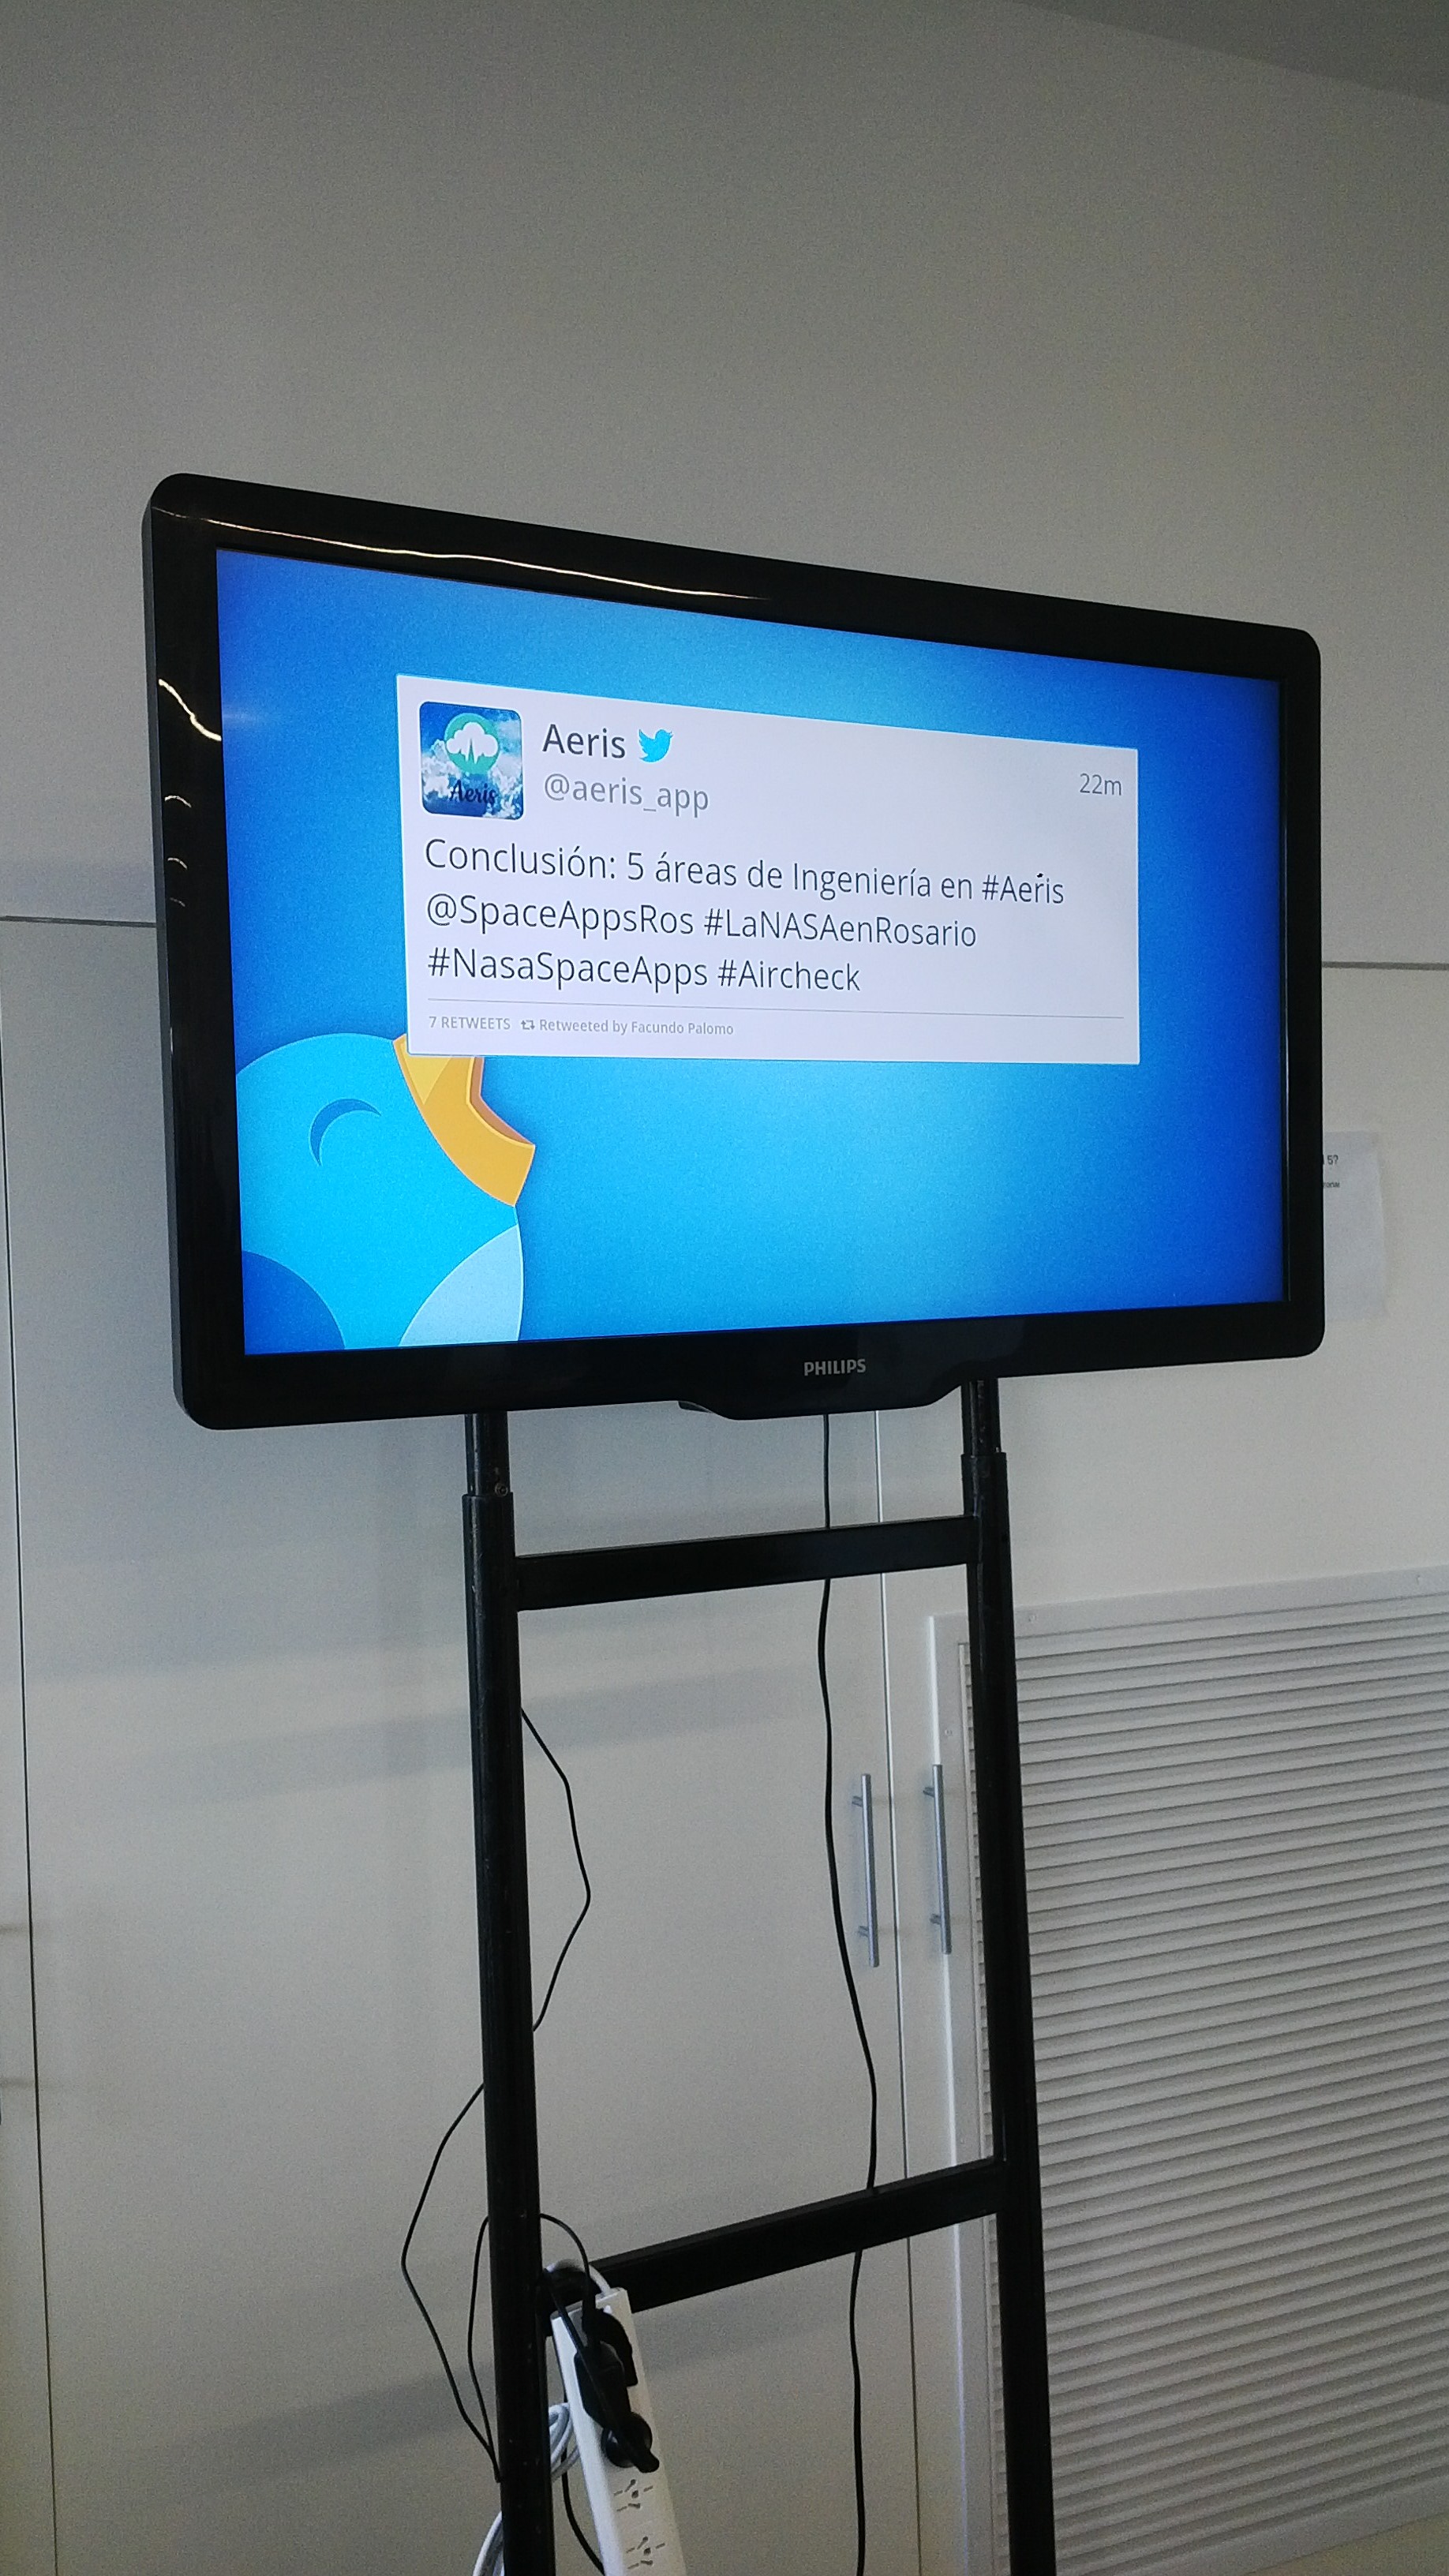 Aeris
Aeris
@aeris_app
22m
Conclusión: 5 áreas de Ingeniería en #Aeris
@SpaceAppsRos #LaNASAenRosario
#NasaSpaceApps #Aircheck
7 RETWEETS Retweeted by Facundo Palomo
PHILIPS
5?